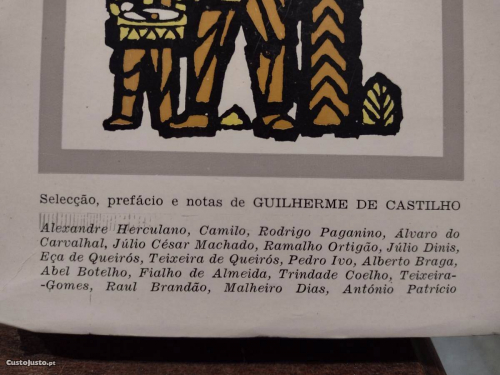 Selecção, prefácio e notas de GUILHERME DE CASTILHO
Alexandre Herculano, Camilo, Rodrigo Paganino, Álvaro do
Carvalhal, Júlio César Machado, Ramalho Ortigão, Júlio Dinis,
Eça de Queirós, Teixeira de Queirós, Pedro Ivo, Alberto Braga,
Abel Botelho, Fialho de Almeida, Trindade Coelho, Teixeira-
-Gomes, Raul Brandão, Malheiro Dias, António Patrício
CustoJusto.pt